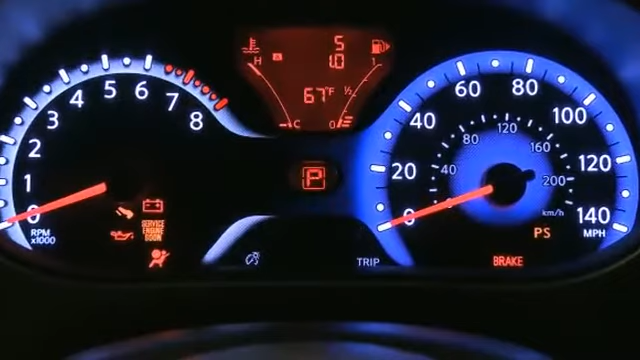 0 1 2 3 4 5 6 7 8
RPM
x1000
SERVICE
ENGINE
SOON
H
C
5
1.0
67°F
1
½
0
P
TRIP
0 20 40 60 80 100 120 140
MPH
40 80 120 160 200
km/h
PS
BRAKE